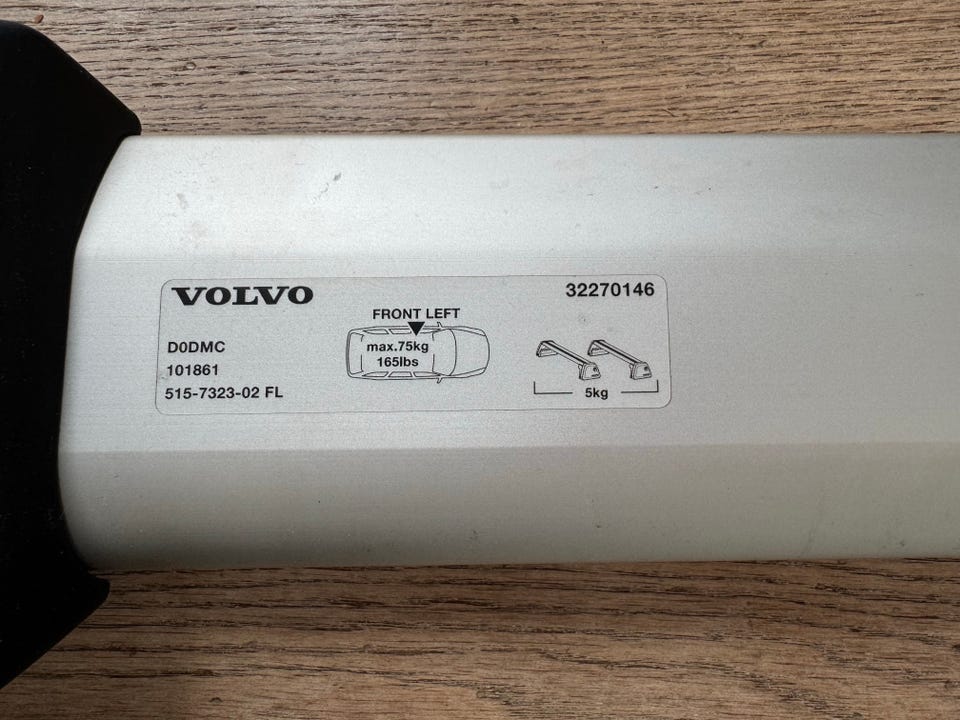 VOLVO
32270146
FRONT LEFT
D0DMC
max.75kg
165lbs
101861
515-7323-02 FL
5kg